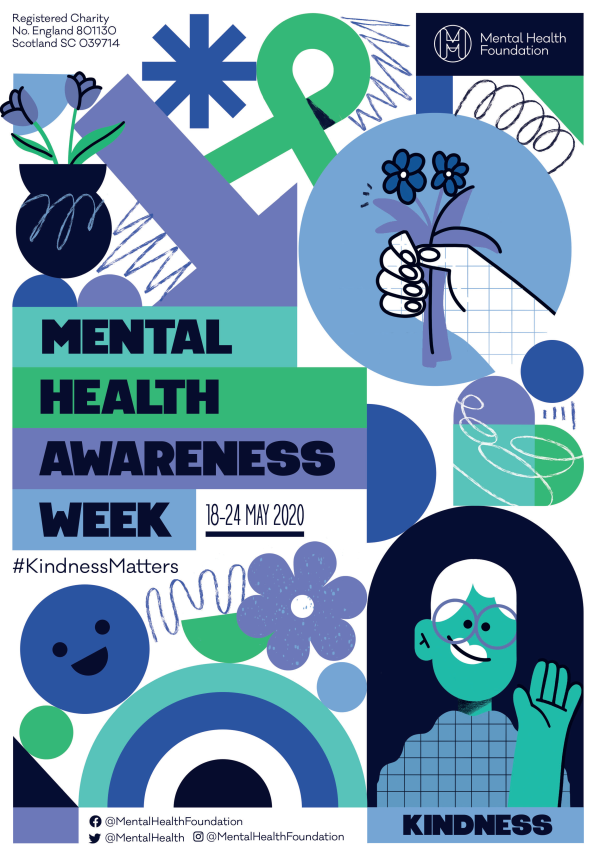 Registered Charity
No. England 801130
Scotland SC 039714
Mental Health
Foundation
MENTAL
HEALTH
AWARENESS
WEEK
18-24 MAY 2020
#KindnessMatters
@MentalHealthFoundation
@MentalHealth @MentalHealthFoundation
KINDNESS